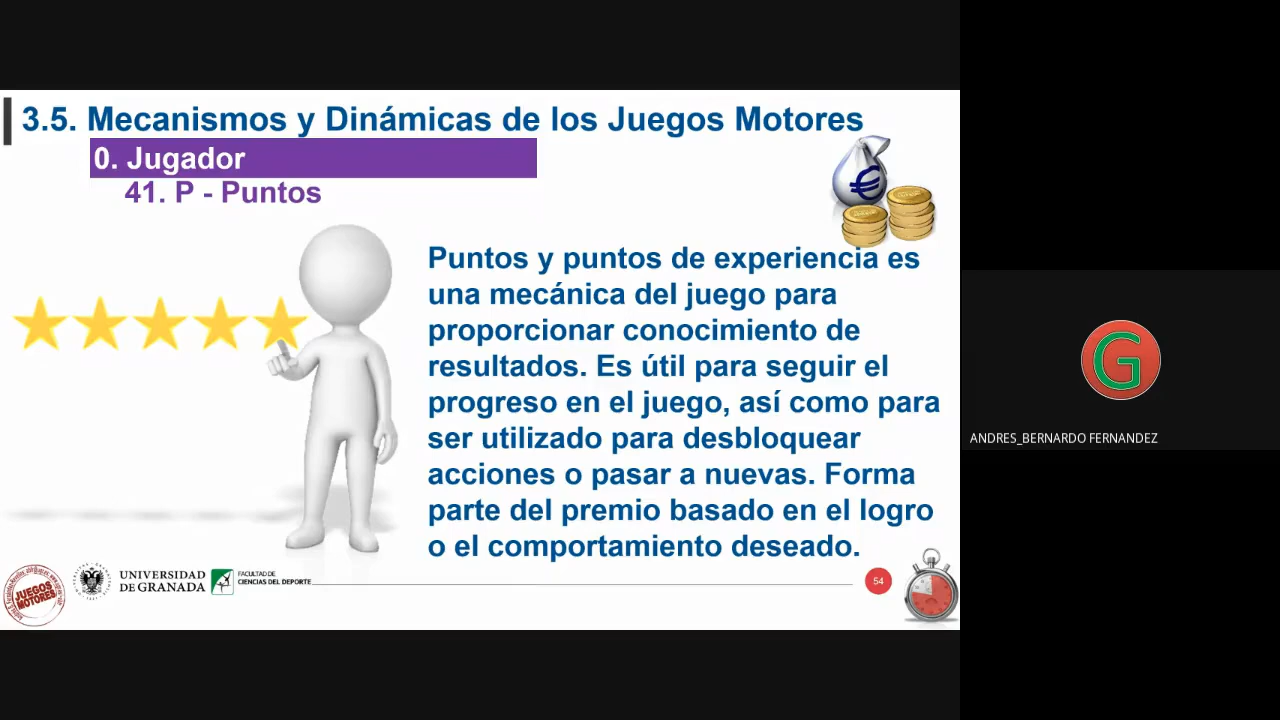 3.5. Mecanismos y Dinámicas de los Juegos Motores
0. Jugador
41. P - Puntos
Puntos y puntos de experiencia es
una mecánica del juego para
proporcionar conocimiento de
resultados. Es útil para seguir el
progreso en el juego, así como para
ser utilizado para desbloquear
acciones o pasar a nuevas. Forma
parte del premio basado en el logro
o el comportamiento deseado.
JUEGOS
MOTORES
UNIVERSIDAD
DE GRANADA
FACULTAD DE
CIENCIAS DEL DEPORTE
54
G
ANDRES_BERNARDO FERNANDEZ